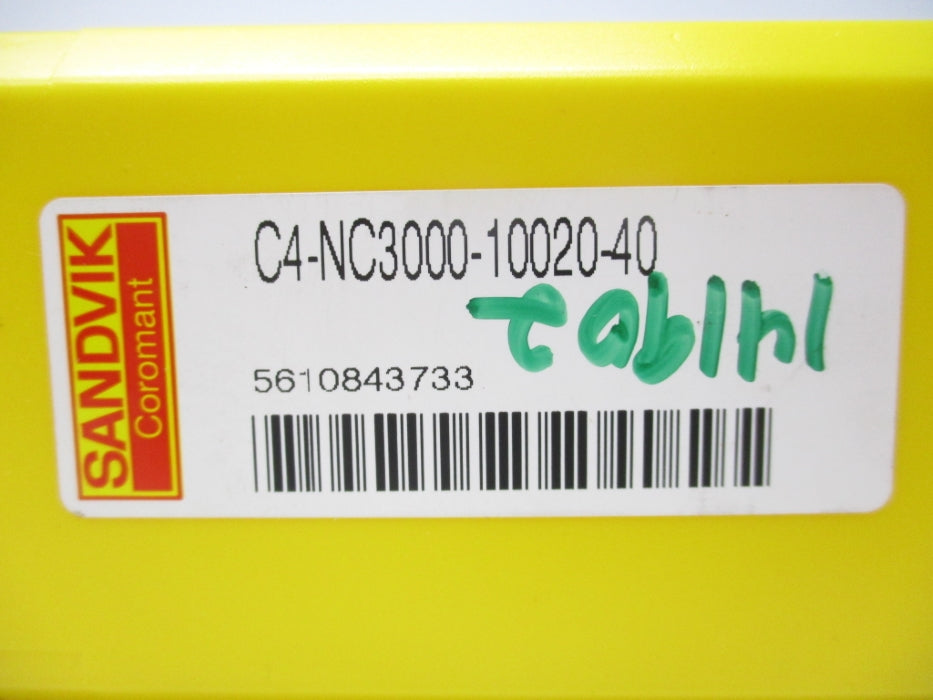 SANDVIK
Coromant
C4-NC3000-10020-40
5610843733